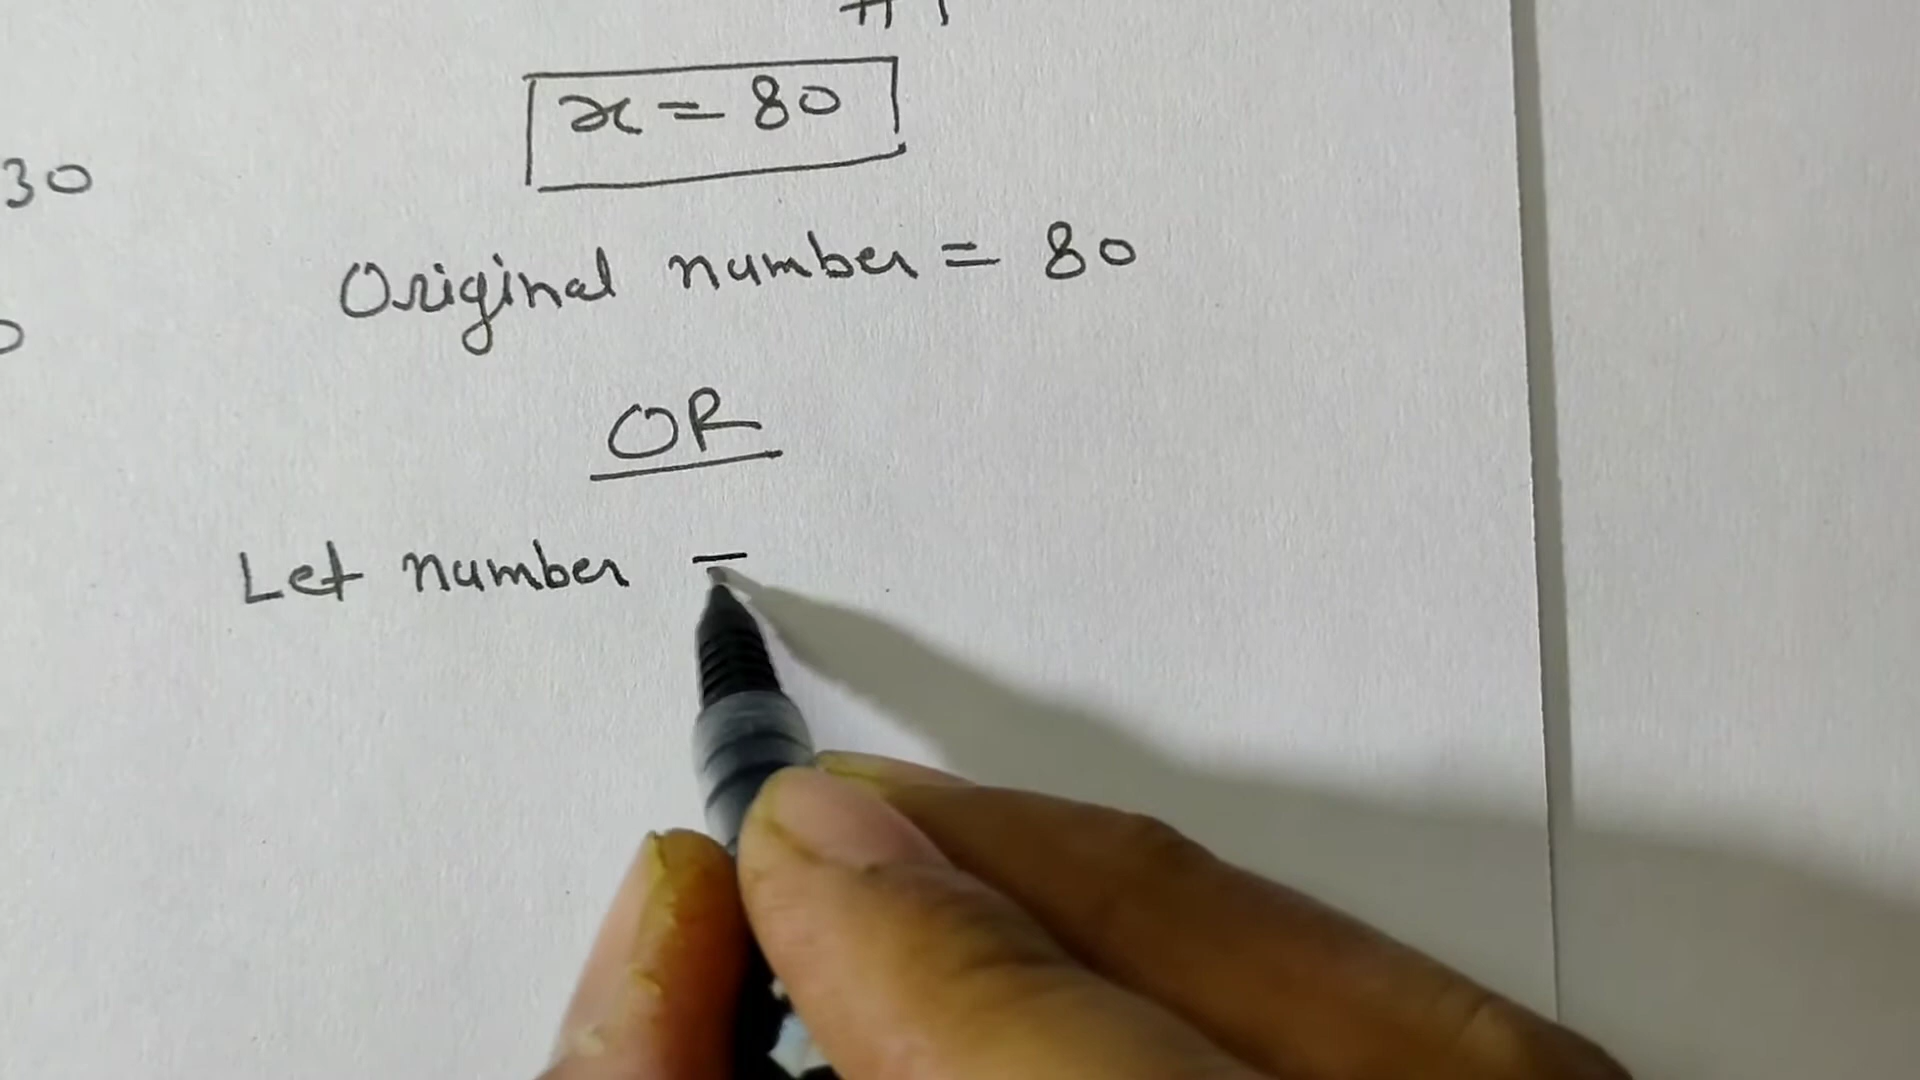 x = 80
30
Original number = 80
OR
Let number =